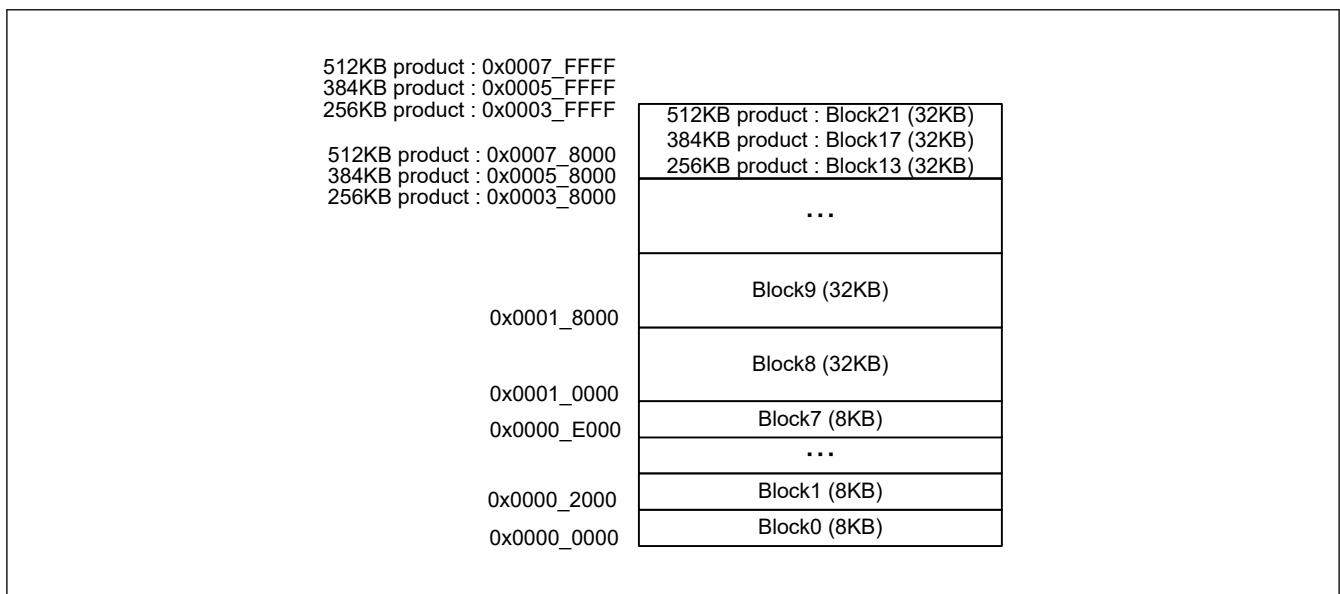 512KB product : 0x0007_FFFF
384KB product : 0x0005_FFFF
256KB product : 0x0003_FFFF
512KB product : Block21 (32KB)
384KB product : Block17 (32KB)
256KB product : Block13 (32KB)
512KB product : 0x0007_8000
384KB product : 0x0005_8000
256KB product : 0x0003_8000
...
Block9 (32KB)
0x0001_8000
Block8 (32KB)
0x0001_0000
Block7 (8KB)
0x0000_E000
...
Block1 (8KB)
0x0000_2000
Block0 (8KB)
0x0000_0000